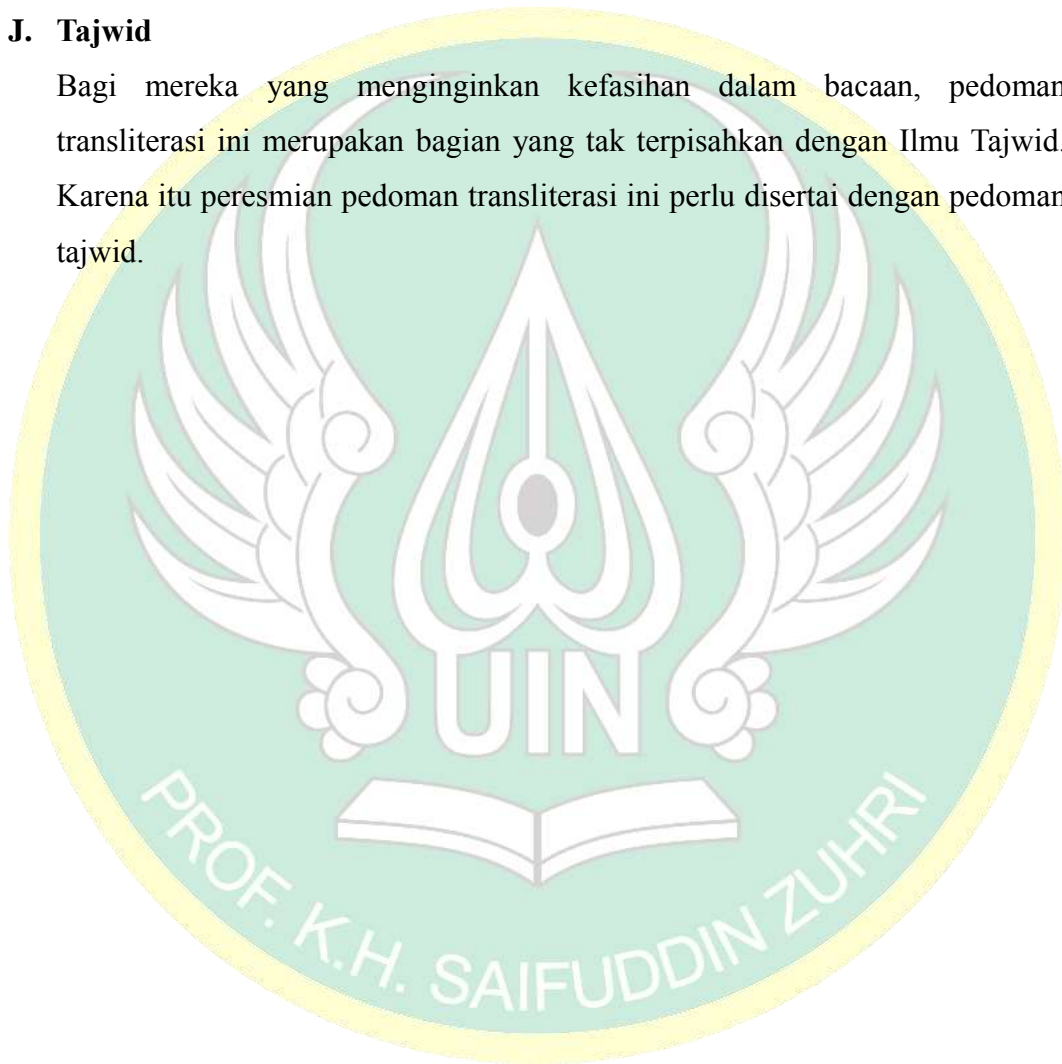 J. Tajwid
Bagi mereka yang menginginkan kefasihan dalam bacaan, pedoman
transliterasi ini merupakan bagian yang tak terpisahkan dengan Ilmu Tajwid.
Karena itu peresmian pedoman transliterasi ini perlu disertai dengan pedoman
tajwid.
UIN
PROF. K.H. SAIFUDDIN ZUHRI